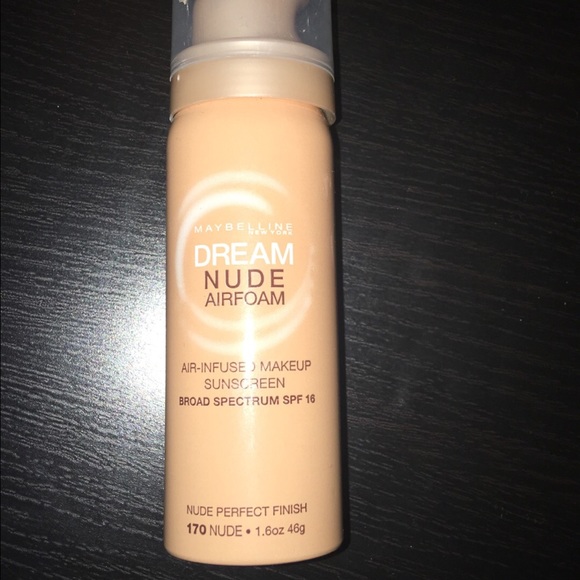 MAYBELLINE
NEW YORK
DREAM
NUDE
AIRFOAM
AIR-INFUSED MAKEUP
SUNSCREEN
BROAD SPECTRUM SPF 16
NUDE PERFECT FINISH
170 NUDE • 1.6oz 46g